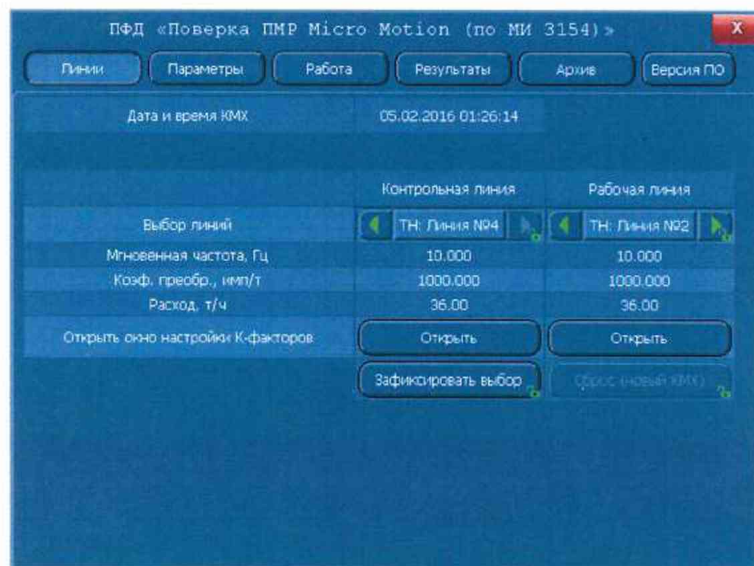 ПФД «Поверка ПМР Micro Motion (по МИ 3154)»
X
Линии Параметры Работа Результаты Архив Версия ПО
Дата и время КМХ 05.02.2016 01:26:14
Контрольная линия Рабочая линия
Выбор линий ТН: Линия №4 ТН: Линия №2
Мгновенная частота, Гц 10.000 10.000
Коэф. преобр., имп/т 1000.000 1000.000
Расход, т/ч 36.00 36.00
Открыть окно настройки К-факторов Открыть Открыть
Зафиксировать выбор Сброс (новый КМХ)